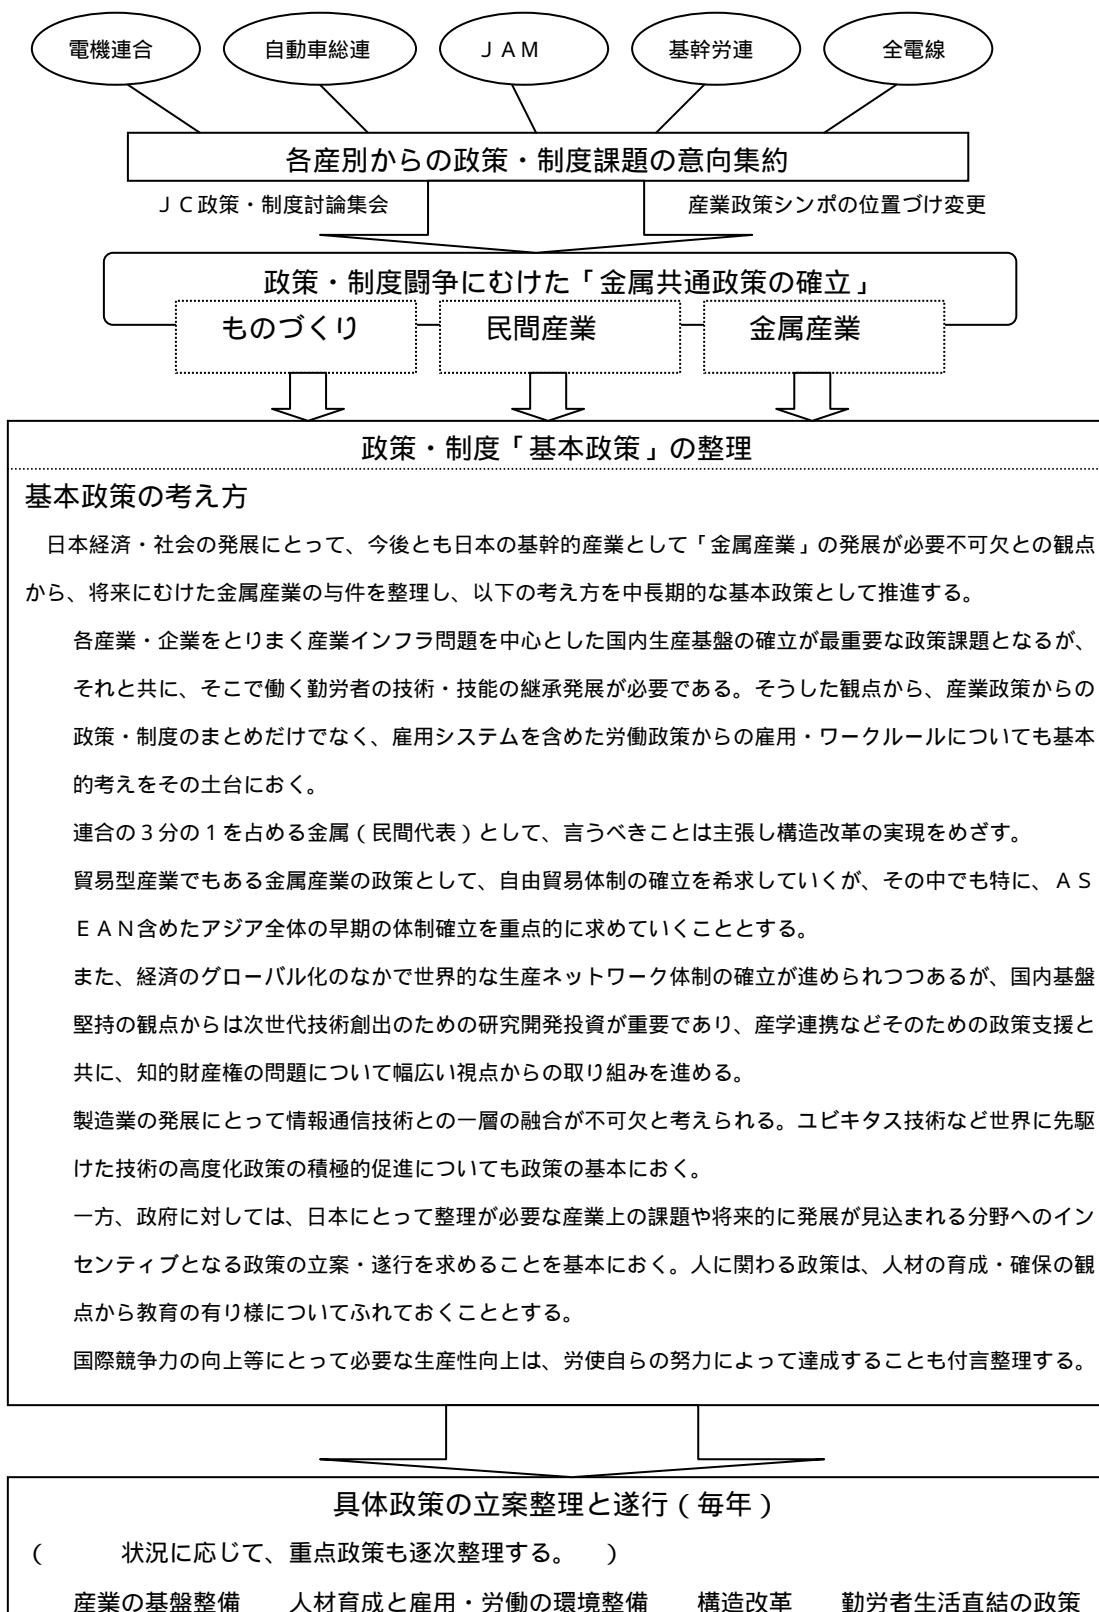 電機連合　自動車総連　ＪＡＭ　基幹労連　全電線
各産別からの政策・制度課題の意向集約
ＪＣ政策・制度討論集会　産業政策シンポの位置づけ変更
政策・制度闘争にむけた「金属共通政策の確立」
ものづくり　民間産業　金属産業
政策・制度「基本政策」の整理
基本政策の考え方
日本経済・社会の発展にとって、今後とも日本の基幹的産業として「金属産業」の発展が必要不可欠との観点
から、将来にむけた金属産業の与件を整理し、以下の考え方を中長期的な基本政策として推進する。
各産業・企業をとりまく産業インフラ問題を中心とした国内生産基盤の確立が最重要な政策課題となるが、
それと共に、そこで働く勤労者の技術・技能の継承発展が必要である。そうした観点から、産業政策からの
政策・制度のまとめだけでなく、雇用システムを含めた労働政策からの雇用・ワークルールについても基本
的考えをその土台におく。
連合の３分の１を占める金属（民間代表）として、言うべきことは主張し構造改革の実現をめざす。
貿易型産業でもある金属産業の政策として、自由貿易体制の確立を希求していくが、その中でも特に、ＡＳ
ＥＡＮ含めたアジア全体の早期の体制確立を重点的に求めていくこととする。
また、経済のグローバル化のなかで世界的な生産ネットワーク体制の確立が進められつつあるが、国内基盤
堅持の観点からは次世代技術創出のための研究開発投資が重要であり、産学連携などそのための政策支援と
共に、知的財産権の問題について幅広い視点からの取り組みを進める。
製造業の発展にとって情報通信技術との一層の融合が不可欠と考えられる。ユビキタス技術など世界に先駆
けた技術の高度化政策の積極的促進についても政策の基本におく。
一方、政府に対しては、日本にとって整理が必要な産業上の課題や将来的に発展が見込まれる分野へのイン
センティブとなる政策の立案・遂行を求めることを基本におく。人に関わる政策は、人材の育成・確保の観
点から教育の有り様についてふれておくこととする。
国際競争力の向上等にとって必要な生産性向上は、労使自らの努力によって達成することも付言整理する。
具体政策の立案整理と遂行（毎年）
（　　状況に応じて、重点政策も逐次整理する。　）
産業の基盤整備　人材育成と雇用・労働の環境整備　構造改革　勤労者生活直結の政策